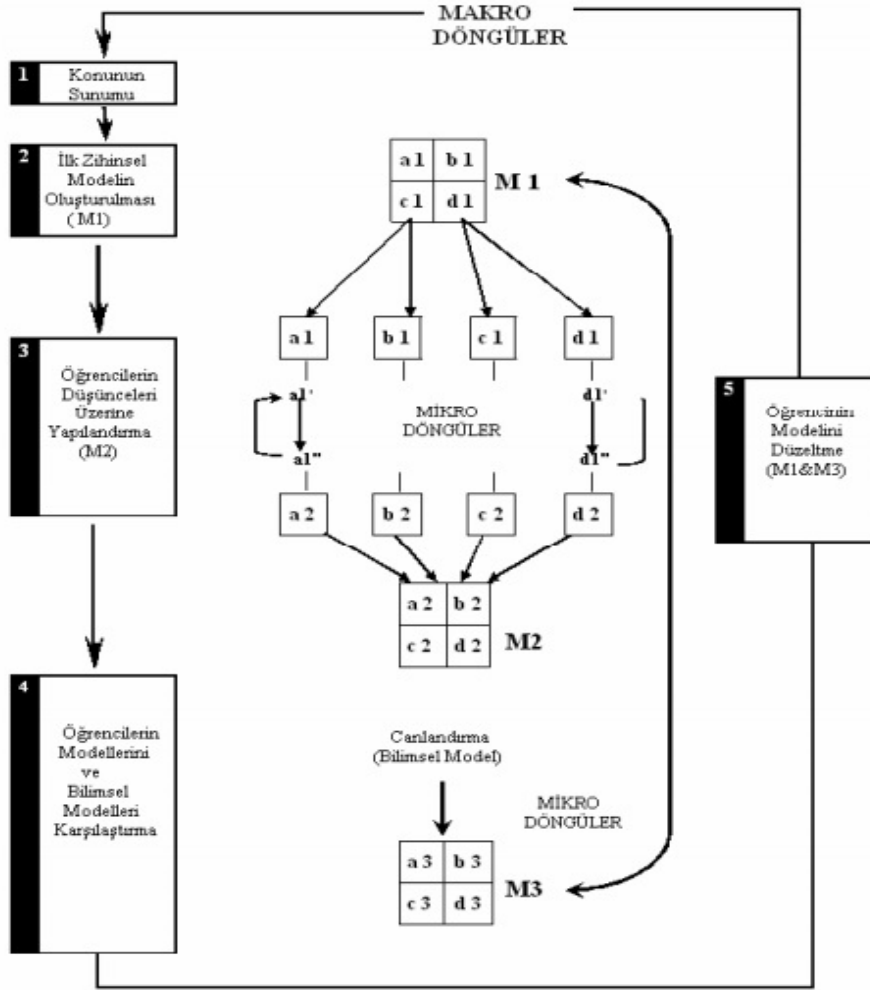 MAKRO
DÖNGÜLER
1
Konunun
Sunumu
2
İlk Zihinsel
Modelin
Oluşturulması
( M1)
3
Öğrencilerin
Düşünceleri
Üzerine
Yapılandırma
(M2)
4
Öğrencilerin
Modellerini
ve
Bilimsel
Modelleri
Karşılaştırma
a 1 b 1
c 1 d 1
M 1
a 1 b 1 c 1 d 1
a1' d1'
MİKRO
DÖNGÜLER
a1" d1"
a 2 b 2 c 2 d 2
a 2 b 2
c 2 d 2
M2
Canlandırma
(Bilimsel Model)
MİKRO
DÖNGÜLER
a 3 b 3
c 3 d 3
M3
5
Öğrencinin
Modelini
Düzeltme
(M1&M3)